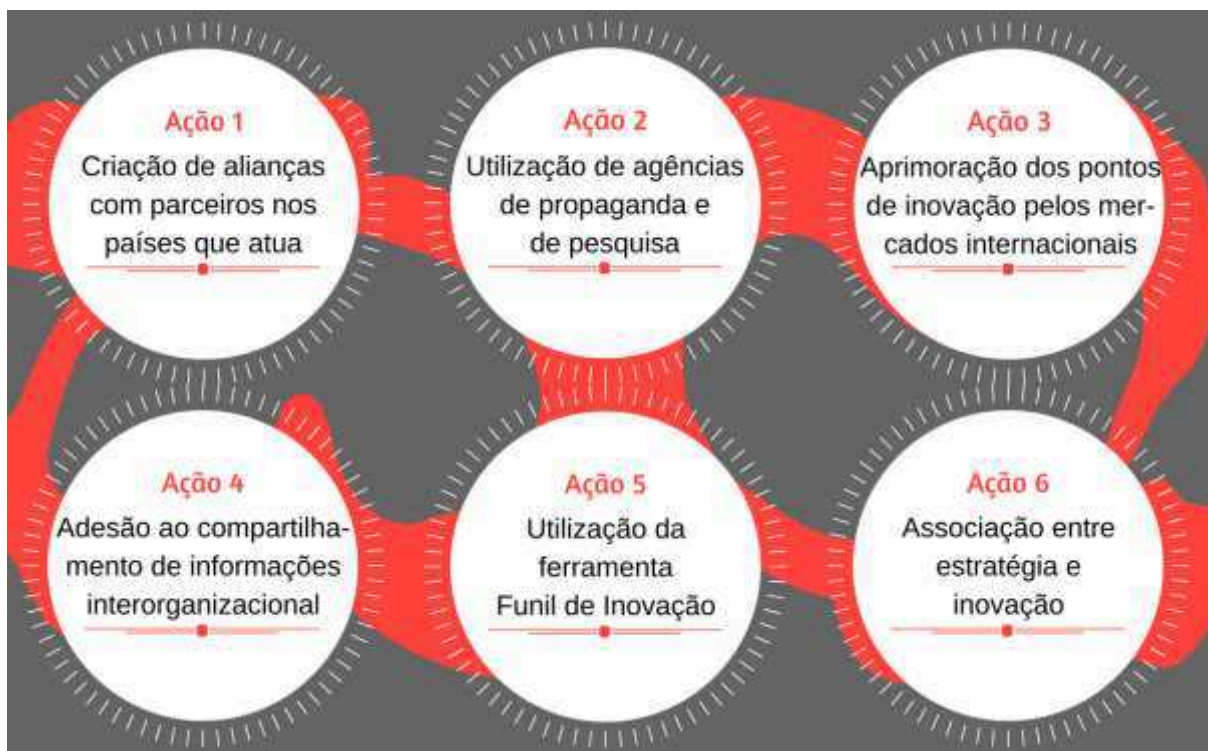 Ação 1
Criação de alianças
com parceiros nos
países que atua
Ação 2
Utilização de agências
de propaganda e
de pesquisa
Ação 3
Aprimoração dos pontos
de inovação pelos mer-
cados internacionais
Ação 4
Adesão ao compartilha-
mento de informações
interorganizacional
Ação 5
Utilização da
ferramenta
Funil de Inovação
Ação 6
Associação entre
estratégia e
inovação